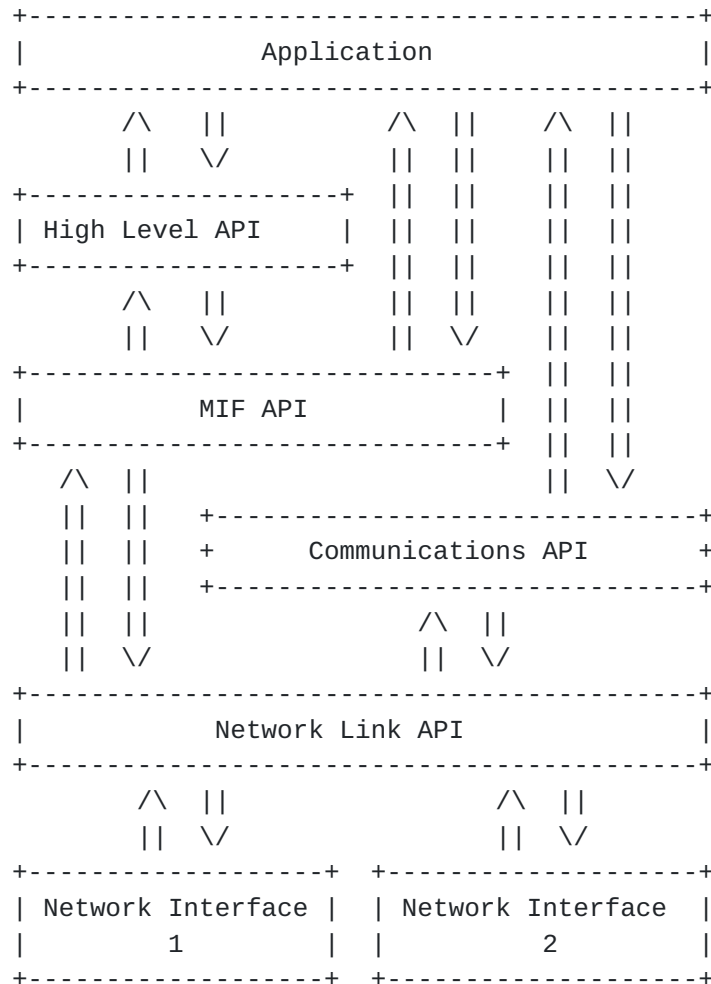 Application
High Level API
MIF API
Communications API
Network Link API
Network Interface Network Interface
1 2